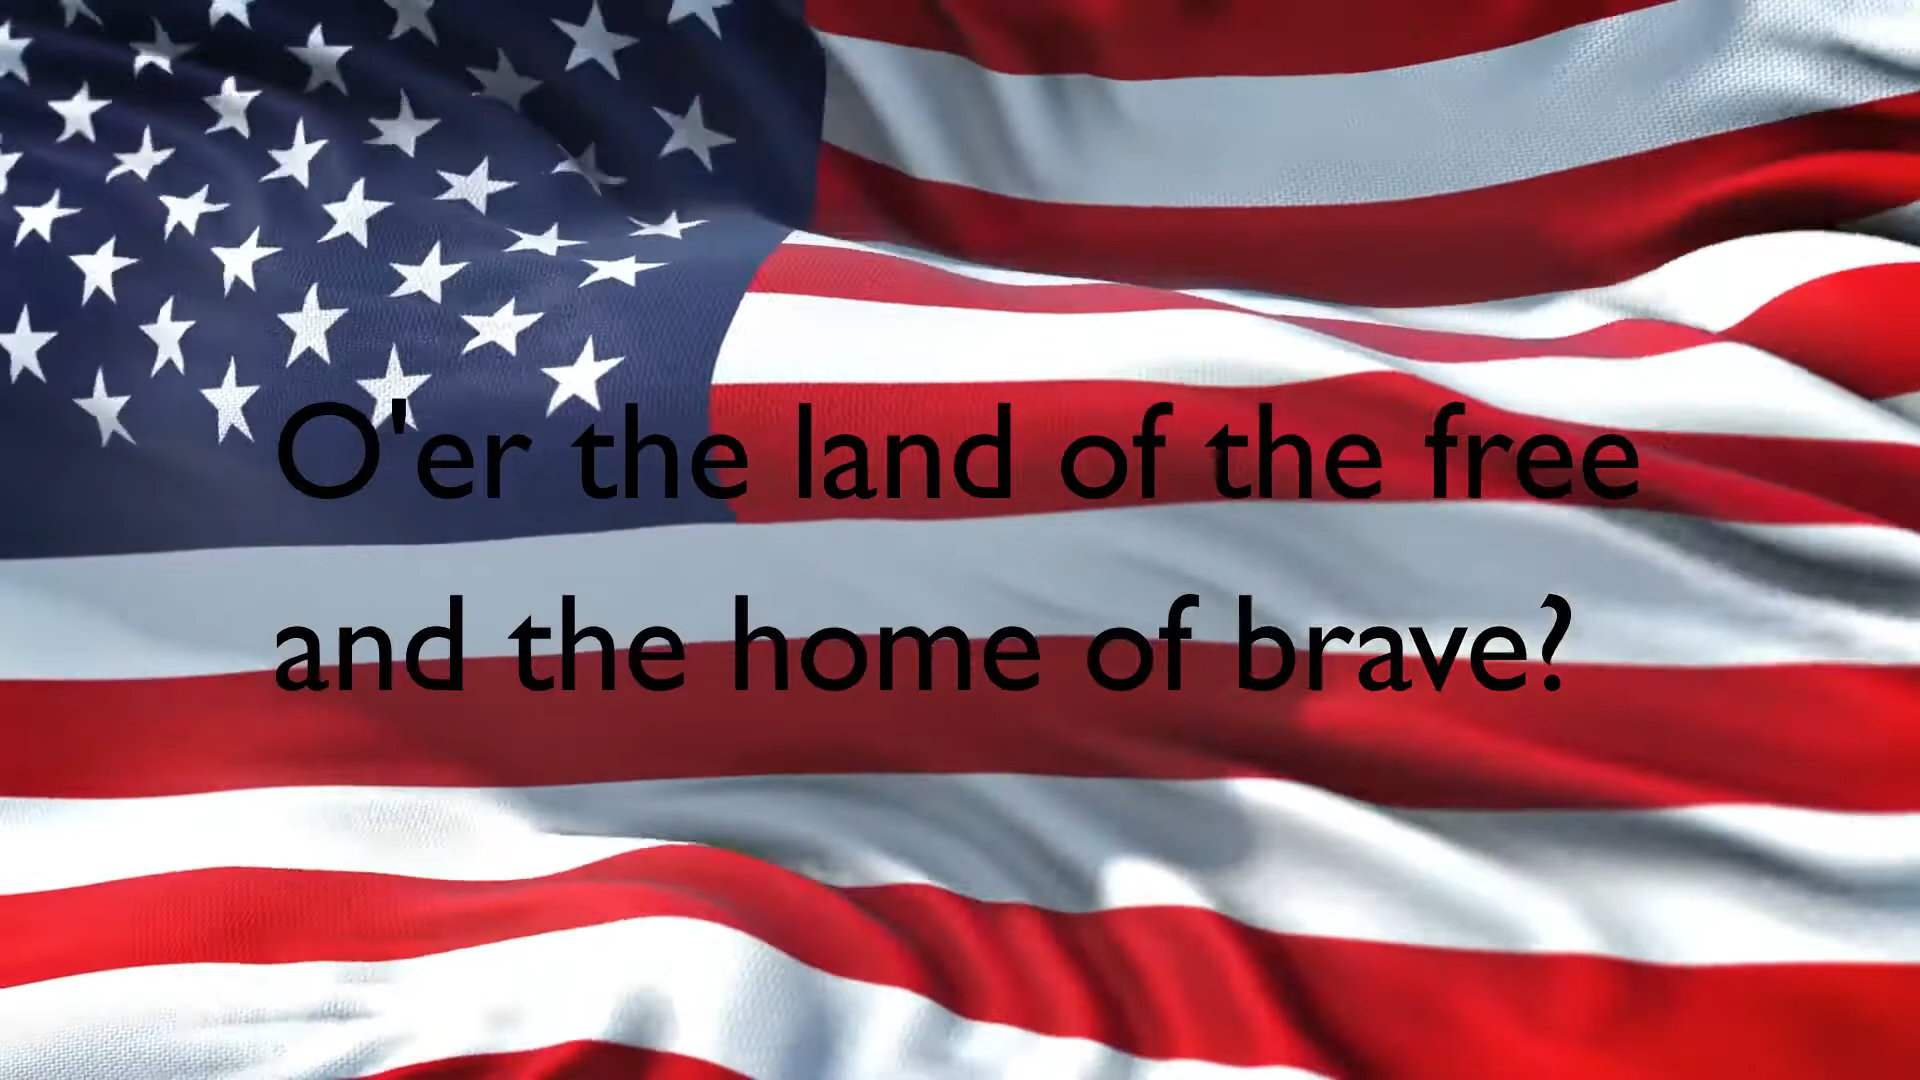 O'er the land of the free
and the home of brave?